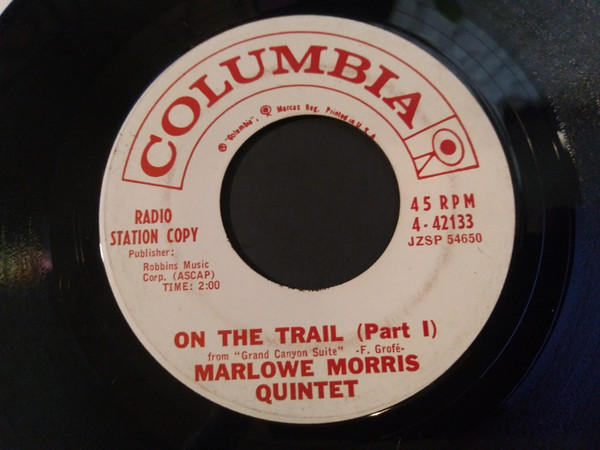 COLUMBIA
® "Columbia", Marcas Reg. Printed in U.S.A.
RADIO
STATION COPY
Publisher:
Robbins Music
Corp. (ASCAP)
TIME: 2:00
45 RPM
4-42133
JZSP 54650
ON THE TRAIL (Part I)
from "Grand Canyon Suite" -F. Grofé-
MARLOWE MORRIS
QUINTET